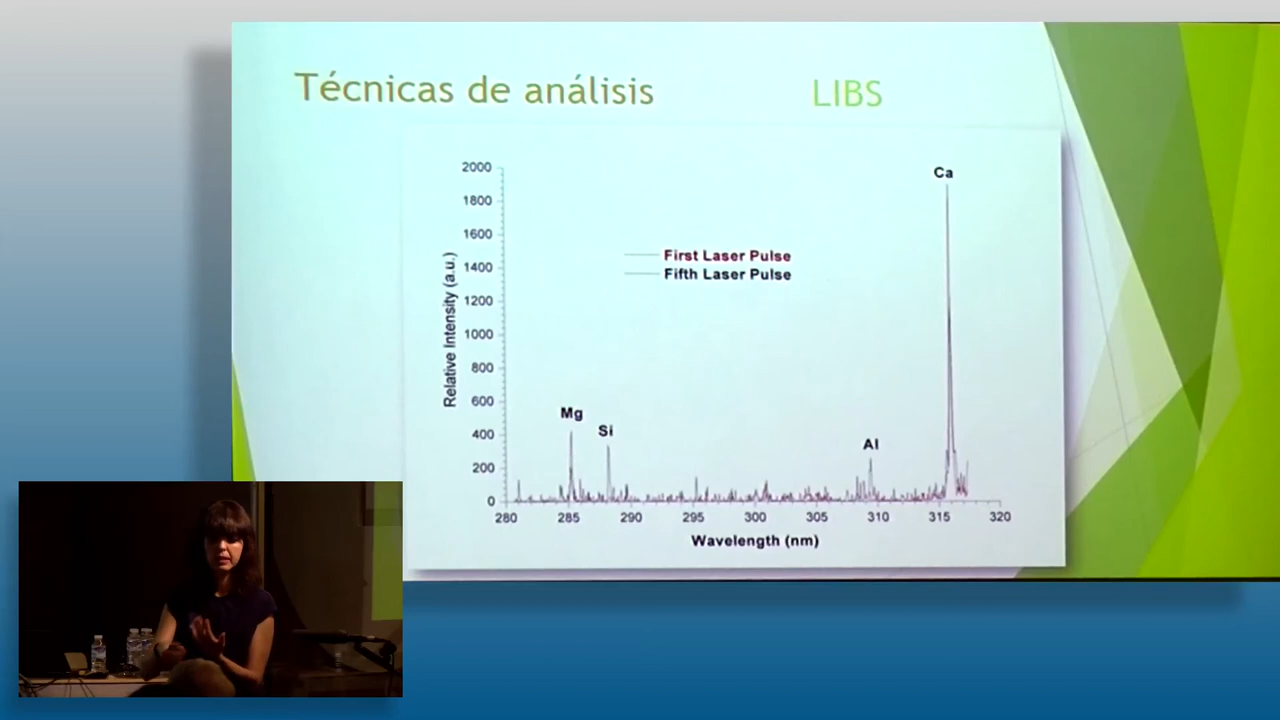 Técnicas de análisis
LIBS
2000
1800
1600
1400
1200
1000
800
600
400
200
0
Relative Intensity (a.u.)
First Laser Pulse
Fifth Laser Pulse
Mg
Si
Al
Ca
280 285 290 295 300 305 310 315 320
Wavelength (nm)